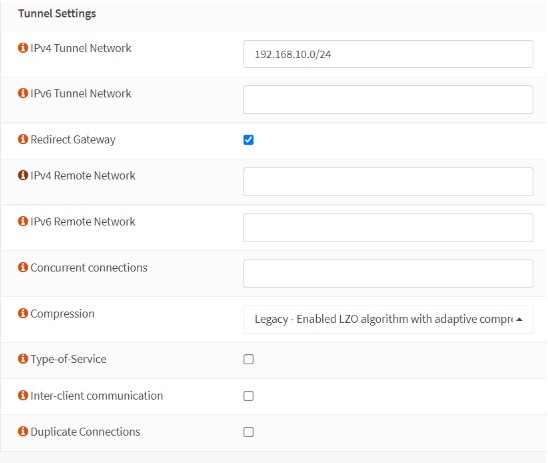 Tunnel Settings
IPv4 Tunnel Network
192.168.10.0/24
IPv6 Tunnel Network
Redirect Gateway
IPv4 Remote Network
IPv6 Remote Network
Concurrent connections
Compression
Legacy - Enabled LZO algorithm with adaptive compre
Type-of-Service
Inter-client communication
Duplicate Connections